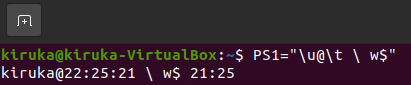 kiruka@kiruka-VirtualBox:~$ PS1="\u@\t \ w$"
kiruka@22:25:21 \ w$ 21:25